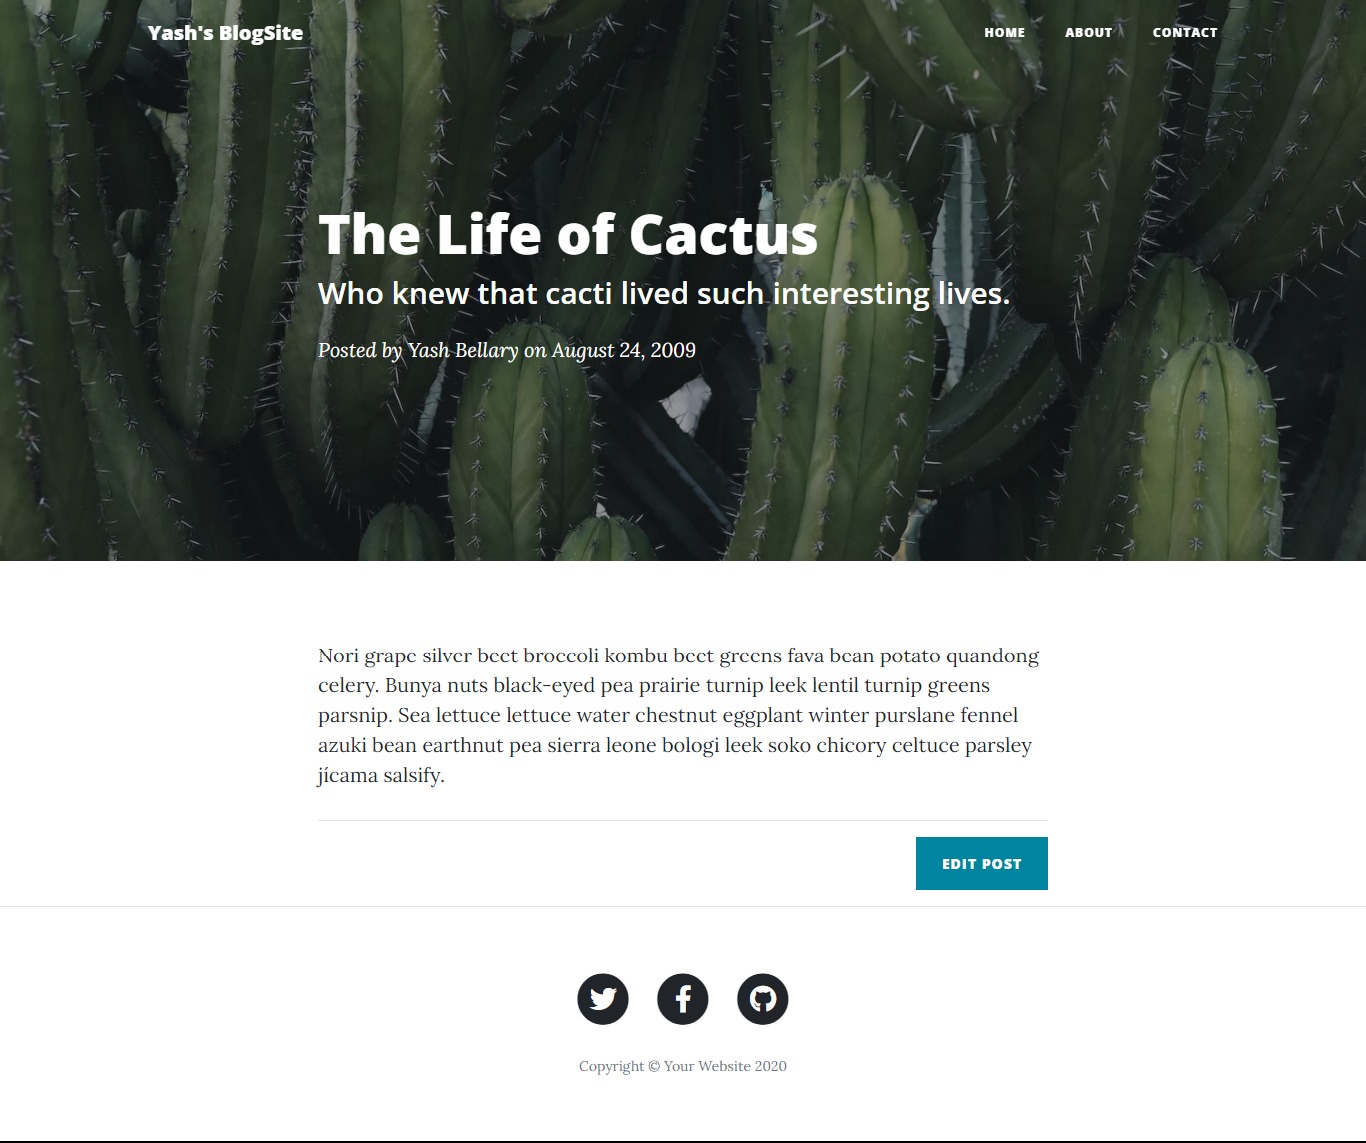 Yash's BlogSite
HOME ABOUT CONTACT
The Life of Cactus
Who knew that cacti lived such interesting lives.
Posted by Yash Bellary on August 24, 2009
Nori grape silver beet broccoli kombu beet greens fava bean potato quandong
celery. Bunya nuts black-eyed pea prairie turnip leek lentil turnip greens
parsnip. Sea lettuce lettuce water chestnut eggplant winter purslane fennel
azuki bean earthnut pea sierra leone bologi leek soko chicory celtuce parsley
jícama salsify.
EDIT POST
Copyright © Your Website 2020